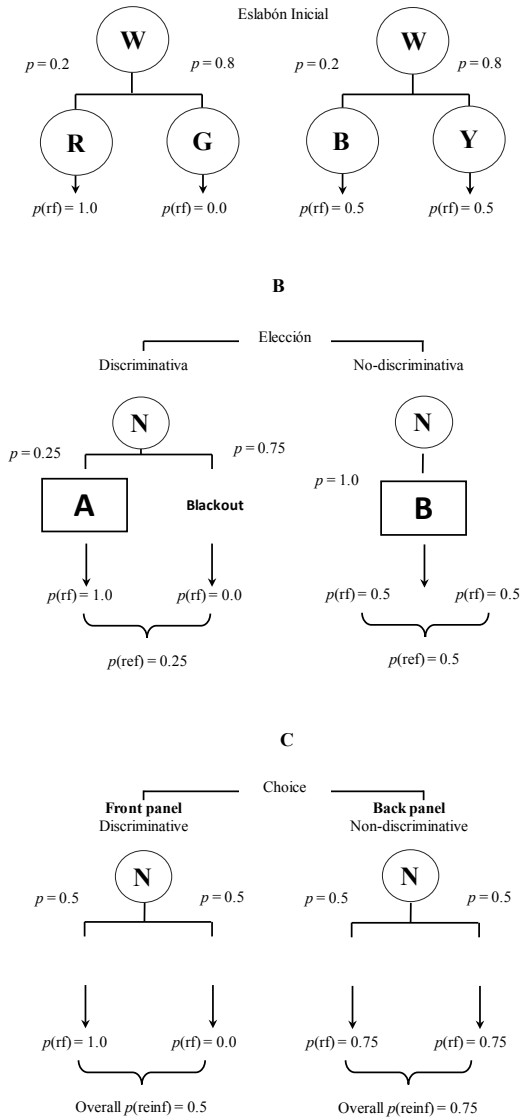 Eslabón Inicial
W W
p = 0.2 p = 0.8 p = 0.2 p = 0.8
R G B Y
p(rf) = 1.0 p(rf) = 0.0 p(rf) = 0.5 p(rf) = 0.5
B
Elección
Discriminativa No-discriminativa
N N
p = 0.25 p = 0.75
p = 1.0
A Blackout B
p(rf) = 1.0 p(rf) = 0.0 p(rf) = 0.5 p(rf) = 0.5
p(ref) = 0.25 p(ref) = 0.5
C
Choice
Front panel Back panel
Discriminative Non-discriminative
N N
p = 0.5 p = 0.5 p = 0.5 p = 0.5
p(rf) = 1.0 p(rf) = 0.0 p(rf) = 0.75 p(rf) = 0.75
Overall p(reinf) = 0.5 Overall p(reinf) = 0.75